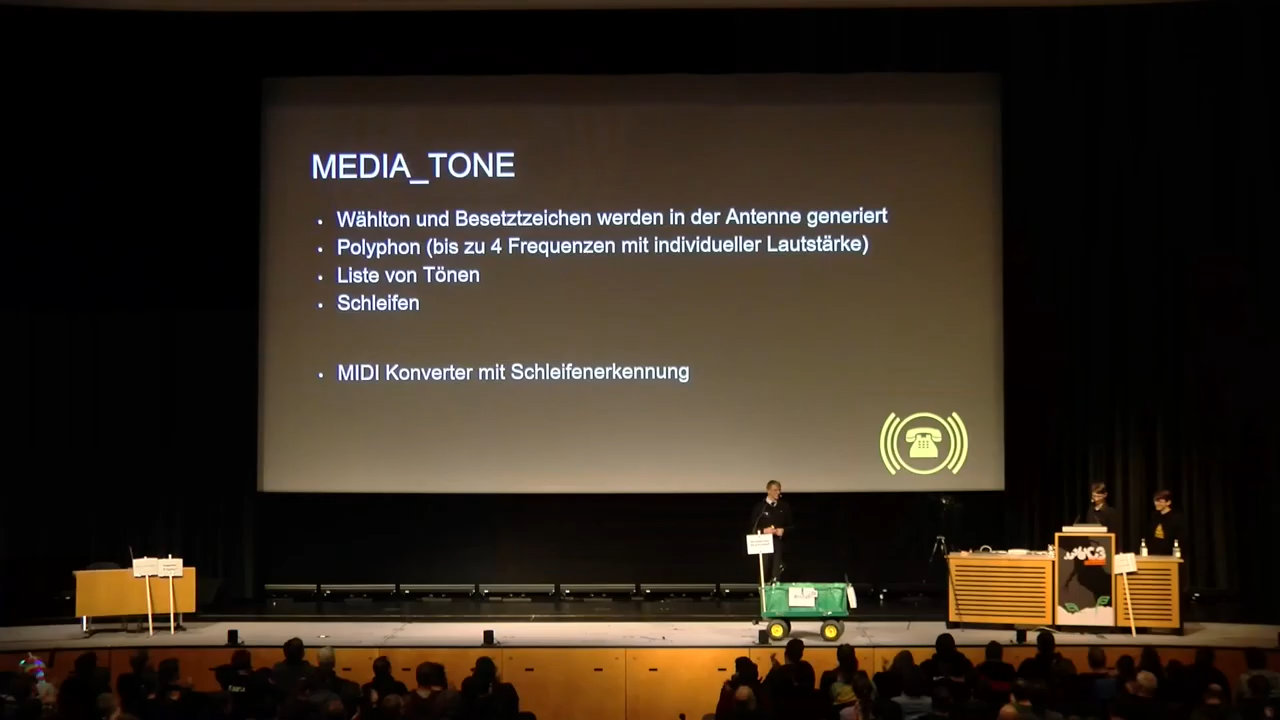 MEDIA_TONE
• Wählton und Besetztzeichen werden in der Antenne generiert
• Polyphon (bis zu 4 Frequenzen mit individueller Lautstärke)
• Liste von Tönen
• Schleifen
• MIDI Konverter mit Schleifenerkennung